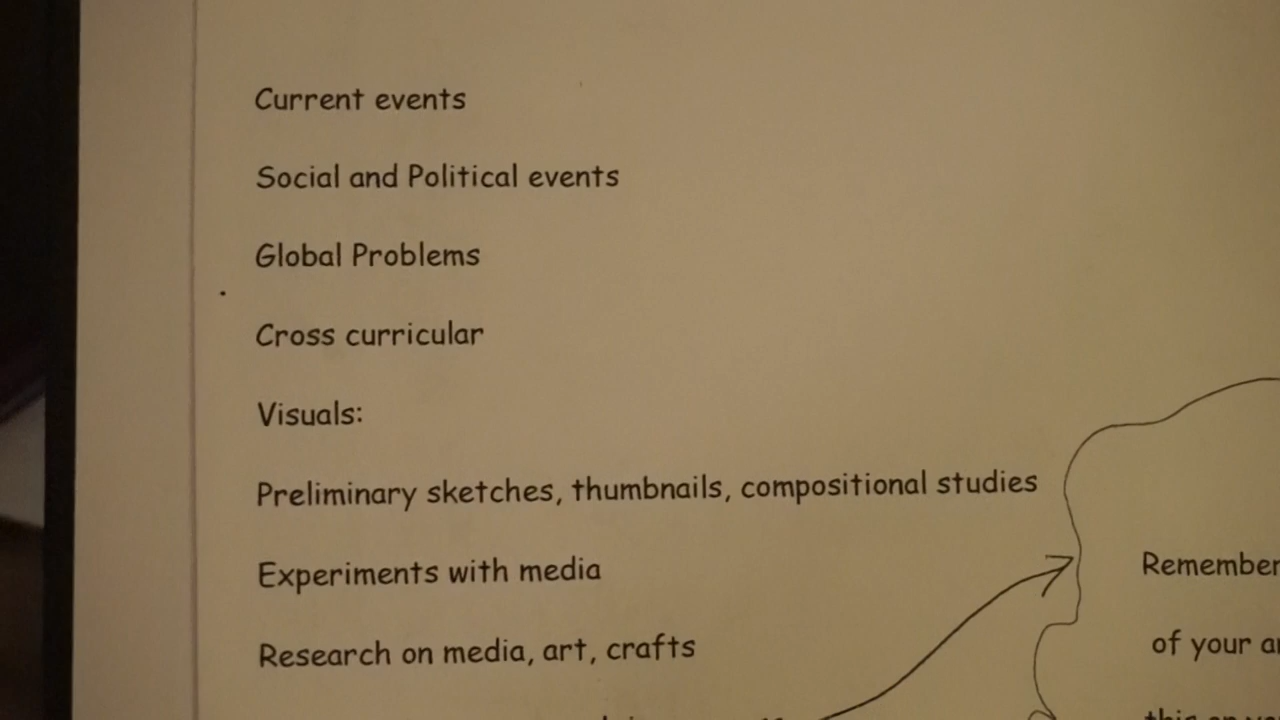 Current events
Social and Political events
Global Problems
Cross curricular
Visuals:
Preliminary sketches, thumbnails, compositional studies
Experiments with media
Remember
Research on media, art, crafts
of your